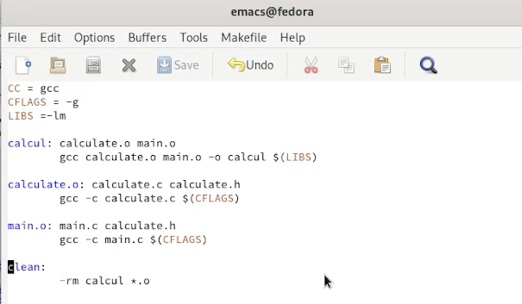 emacs@fedora
File Edit Options Buffers Tools Makefile Help
Save Undo
CC = gcc
CFLAGS = -g
LIBS =-lm
calcul: calculate.o main.o
gcc calculate.o main.o -o calcul $(LIBS)
calculate.o: calculate.c calculate.h
gcc -c calculate.c $(CFLAGS)
main.o: main.c calculate.h
gcc -c main.c $(CFLAGS)
clean:
-rm calcul *.o